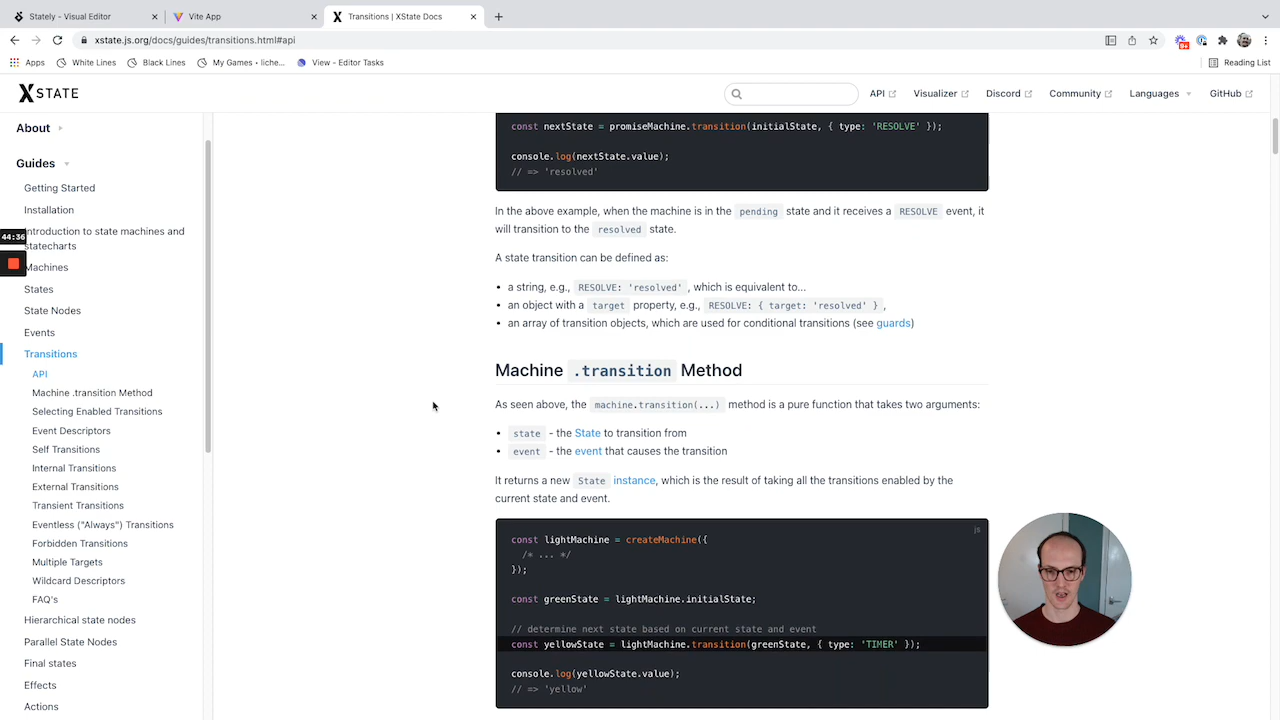 Stately - Visual Editor
Vite App
Transitions | XState Docs
xstate.js.org/docs/guides/transitions.html#api
Apps
White Lines
Black Lines
My Games • liche...
View - Editor Tasks
Reading List
XSTATE
API
Visualizer
Discord
Community
Languages
GitHub
About
Guides
Getting Started
Installation
Introduction to state machines and
statecharts
44:36
Machines
States
State Nodes
Events
Transitions
API
Machine .transition Method
Selecting Enabled Transitions
Event Descriptors
Self Transitions
Internal Transitions
External Transitions
Transient Transitions
Eventless ("Always") Transitions
Forbidden Transitions
Multiple Targets
Wildcard Descriptors
FAQ's
Hierarchical state nodes
Parallel State Nodes
Final states
Effects
Actions
const nextState = promiseMachine.transition(initialState, { type: 'RESOLVE' });
console.log(nextState.value);
// => 'resolved'
In the above example, when the machine is in the pending state and it receives a RESOLVE event, it
will transition to the resolved state.
A state transition can be defined as:
• a string, e.g., RESOLVE: 'resolved' , which is equivalent to...
• an object with a target property, e.g., RESOLVE: { target: 'resolved' } ,
• an array of transition objects, which are used for conditional transitions (see guards)
Machine .transition Method
As seen above, the machine.transition(...) method is a pure function that takes two arguments:
• state - the State to transition from
• event - the event that causes the transition
It returns a new State instance, which is the result of taking all the transitions enabled by the
current state and event.
js
const lightMachine = createMachine({
/* ... */
});
const greenState = lightMachine.initialState;
// determine next state based on current state and event
const yellowState = lightMachine.transition(greenState, { type: 'TIMER' });
console.log(yellowState.value);
// => 'yellow'